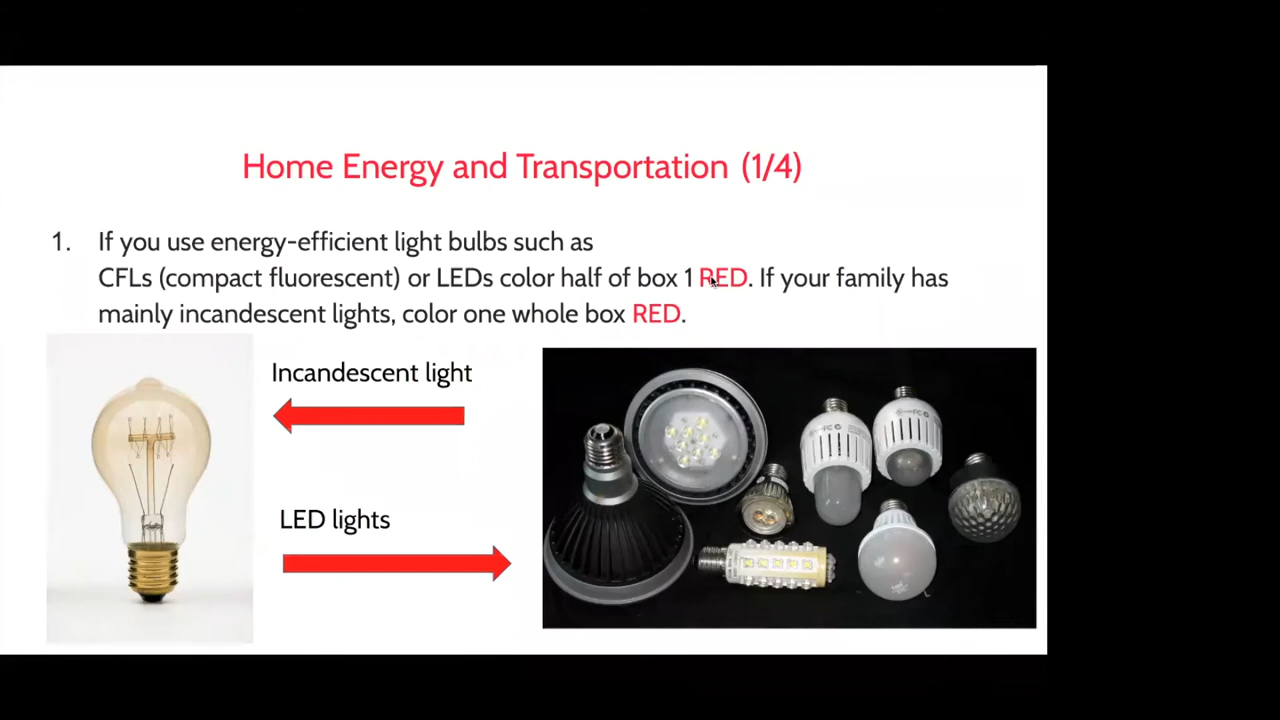 Home Energy and Transportation (1/4)
1. If you use energy-efficient light bulbs such as
CFLs (compact fluorescent) or LEDs color half of box 1 RED. If your family has
mainly incandescent lights, color one whole box RED.
Incandescent light
LED lights